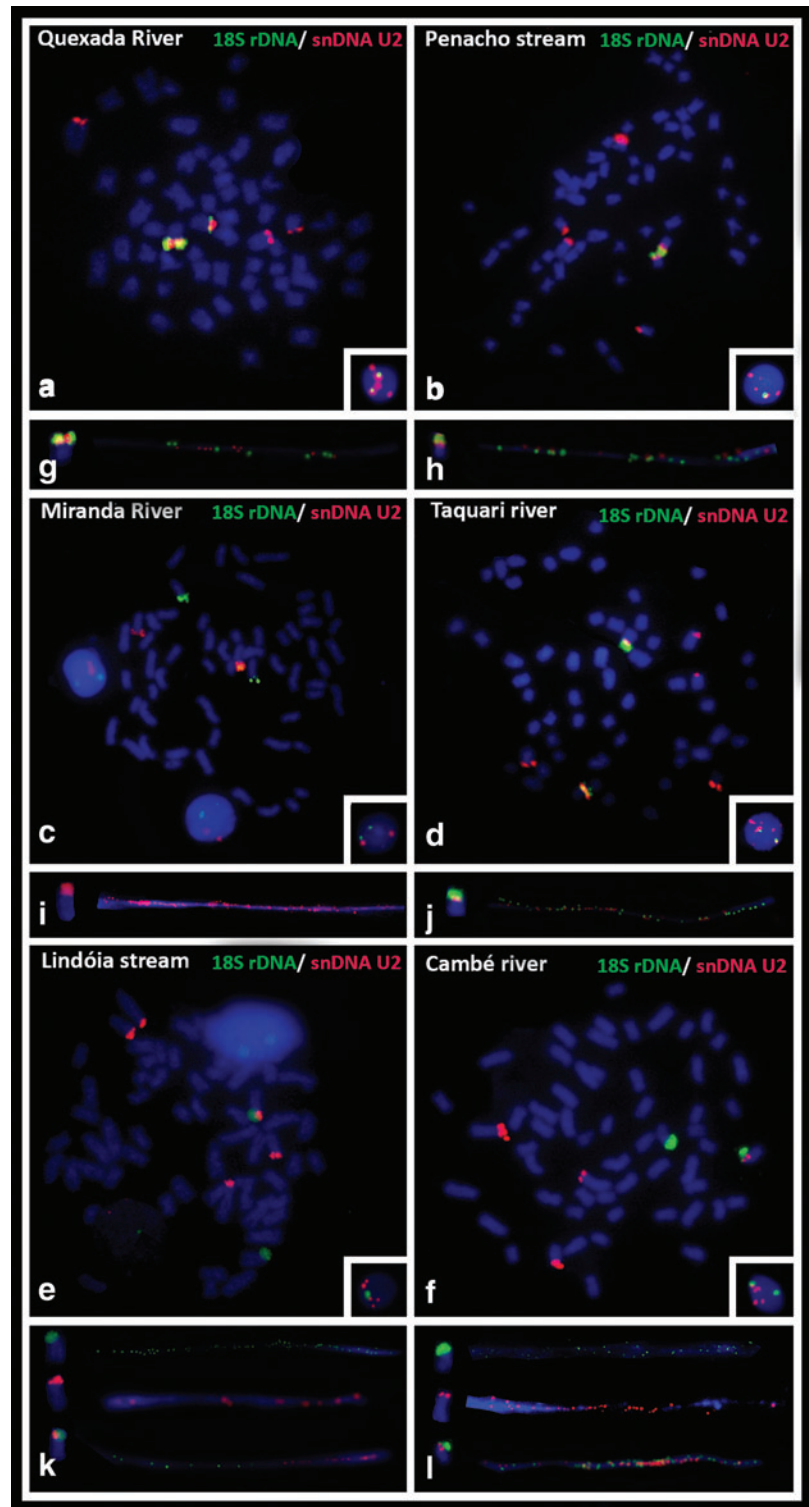 Quexada River 18S rDNA/ snDNA U2
Penacho stream 18S rDNA/ snDNA U2
a
b
g
h
Miranda River 18S rDNA/ snDNA U2
Taquari river 18S rDNA/ snDNA U2
c
d
i
j
Lindóia stream 18S rDNA/ snDNA U2
Cambé river 18S rDNA/ snDNA U2
e
f
k
l